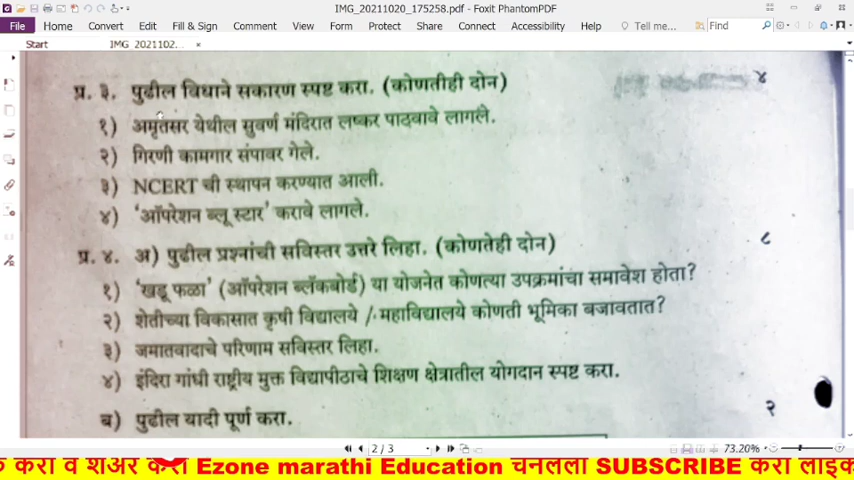 IMG_20211020_175258.pdf - Foxit PhantomPDF
File Home Convert Edit Fill & Sign Comment View Form Protect Share Connect Accessibility Help Tell me... Find
Start IMG_2021102...
प्र. ३. पुढील विधाने सकारण स्पष्ट करा. (कोणतीही दोन) ४
१) अमृतसर येथील सुवर्ण मंदिरात लष्कर पाठवावे लागले.
२) गिरणी कामगार संपावर गेले.
३) NCERT ची स्थापन करण्यात आली.
४) 'ऑपरेशन ब्लू स्टार' करावे लागले.
प्र. ४. अ) पुढील प्रश्नांची सविस्तर उत्तरे लिहा. (कोणतेही दोन) ८
१) 'खडू फळा' (ऑपरेशन ब्लॅकबोर्ड) या योजनेत कोणत्या उपक्रमांचा समावेश होता?
२) शेतीच्या विकासात कृषी विद्यालये / महाविद्यालये कोणती भूमिका बजावतात?
३) जमातवादाचे परिणाम सविस्तर लिहा.
४) इंदिरा गांधी राष्ट्रीय मुक्त विद्यापीठाचे शिक्षण क्षेत्रातील योगदान स्पष्ट करा.
ब) पुढील यादी पूर्ण करा. २
2 / 3 73.20%
करा व शेअर Ezone marathi Education चनलला SUBSCRIBE करा लाइक